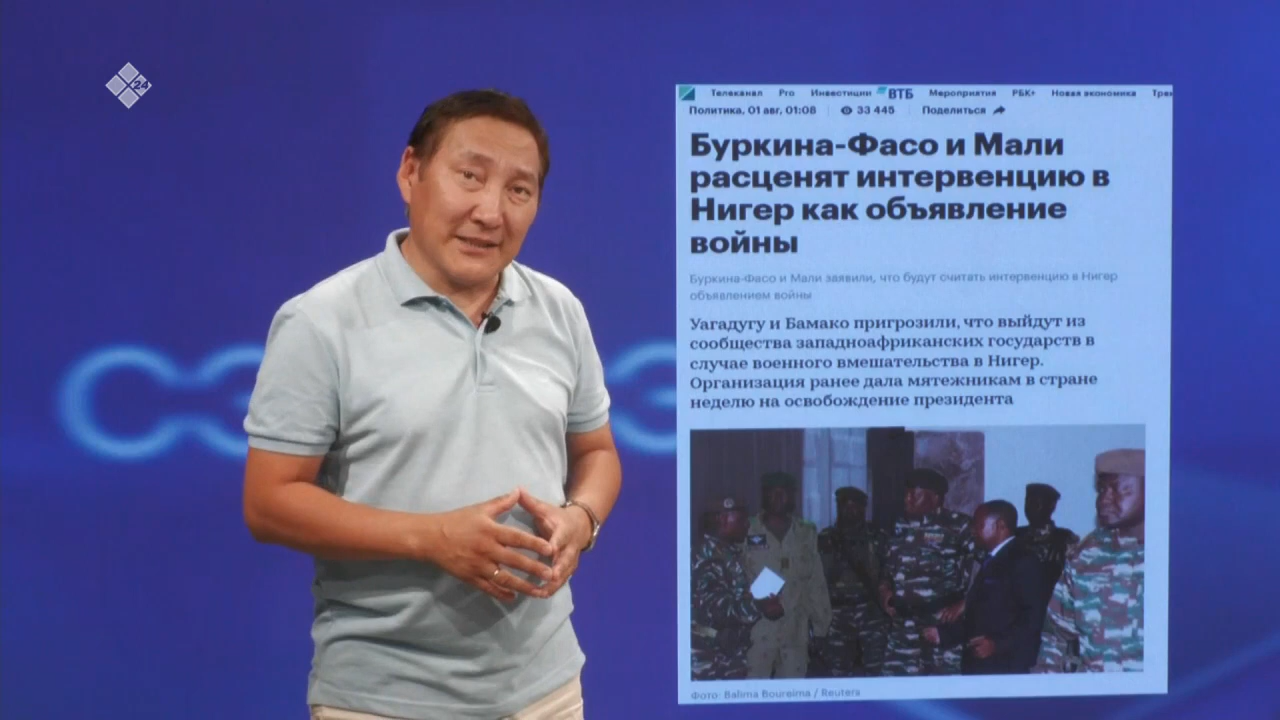 X24
Телеканал Pro Инвестиции ВТБ Мероприятия РБК+ Новая экономика
Политика, 01 авг, 01:08 33 445 Поделиться
Буркина-Фасо и Мали
расценят интервенцию в
Нигер как объявление
войны
Буркина-Фасо и Мали заявили, что будут считать интервенцию в Нигер
объявлением войны
Уагадугу и Бамако пригрозили, что выйдут из
сообщества западноафриканских государств в
случае военного вмешательства в Нигер.
Организация ранее дала мятежникам в стране
неделю на освобождение президента
Фото: Balima Boureima / Reuters